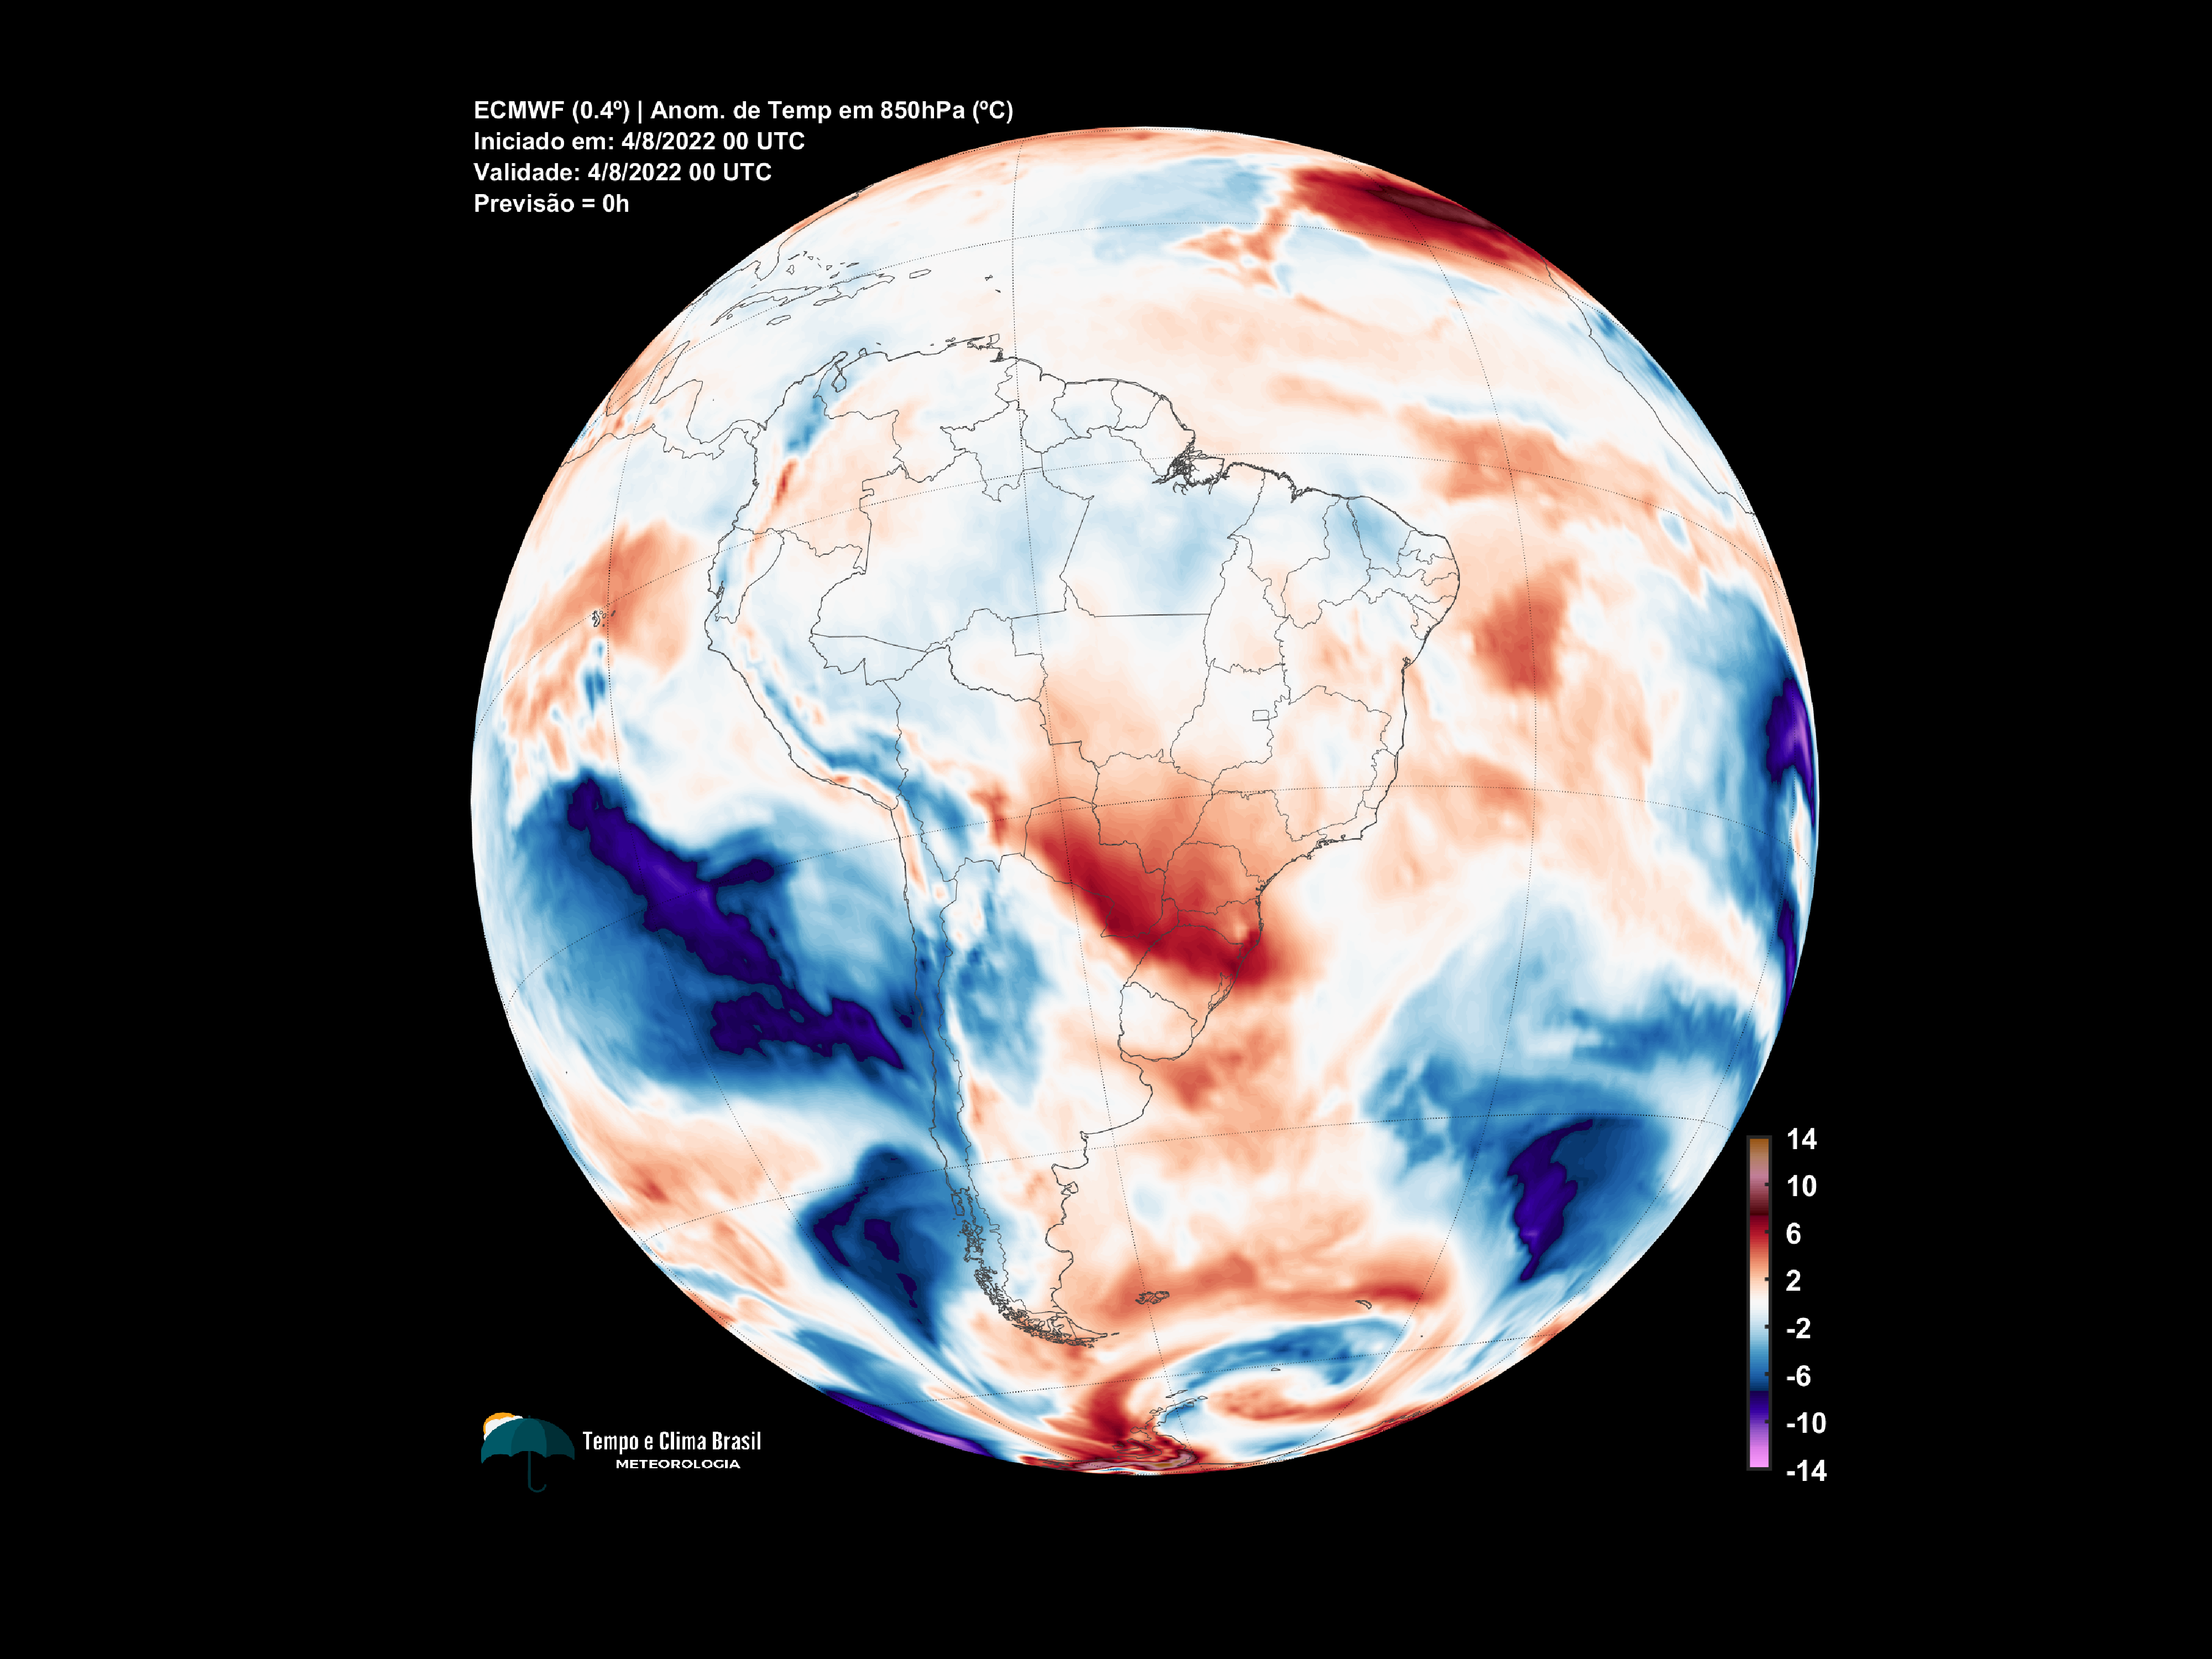 ECMWF (0.4º) | Anom. de Temp em 850hPa (ºC)
Iniciado em: 4/8/2022 00 UTC
Validade: 4/8/2022 00 UTC
Previsão = 0h
14
10
6
2
-2
-6
-10
-14
Tempo e Clima Brasil
METEOROLOGIA